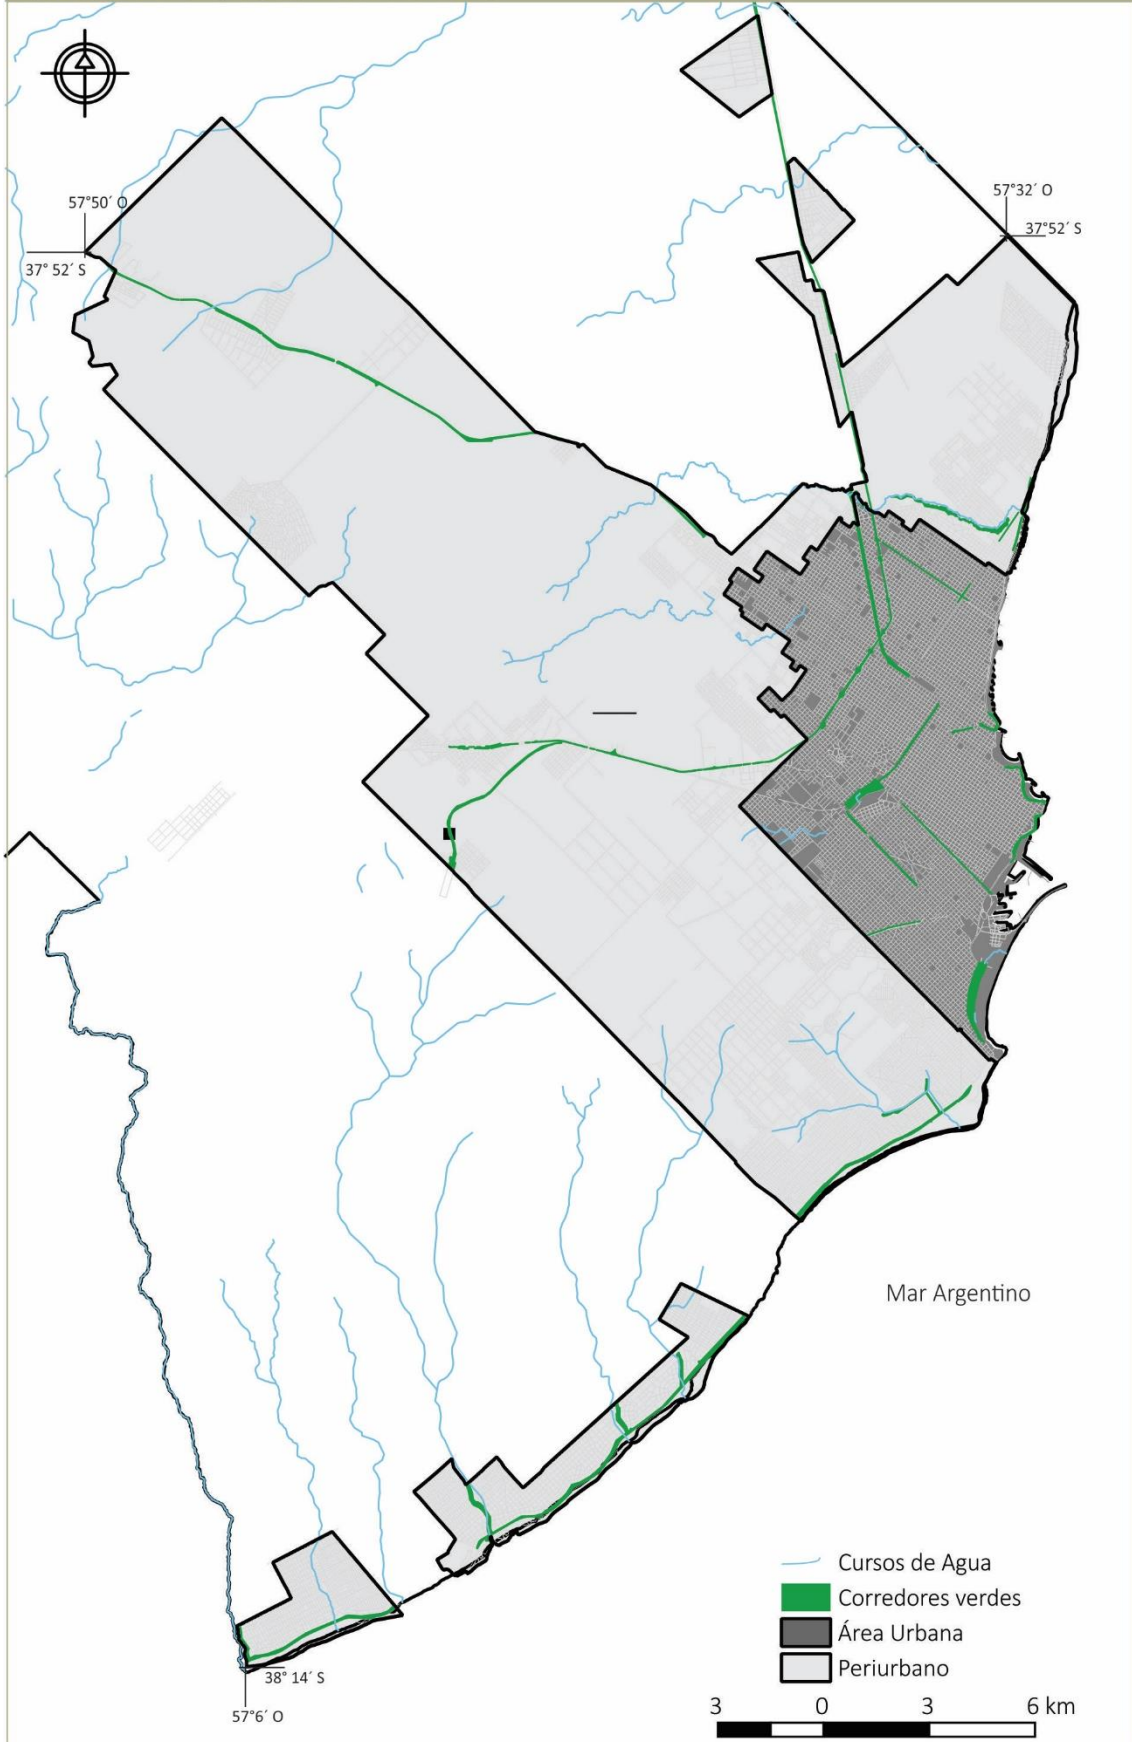 57°50´ O
37° 52´ S
57°32´ O
37°52´ S
Mar Argentino
Cursos de Agua
Corredores verdes
Área Urbana
Periurbano
38° 14´ S
57°6´ O
3 0 3 6 km